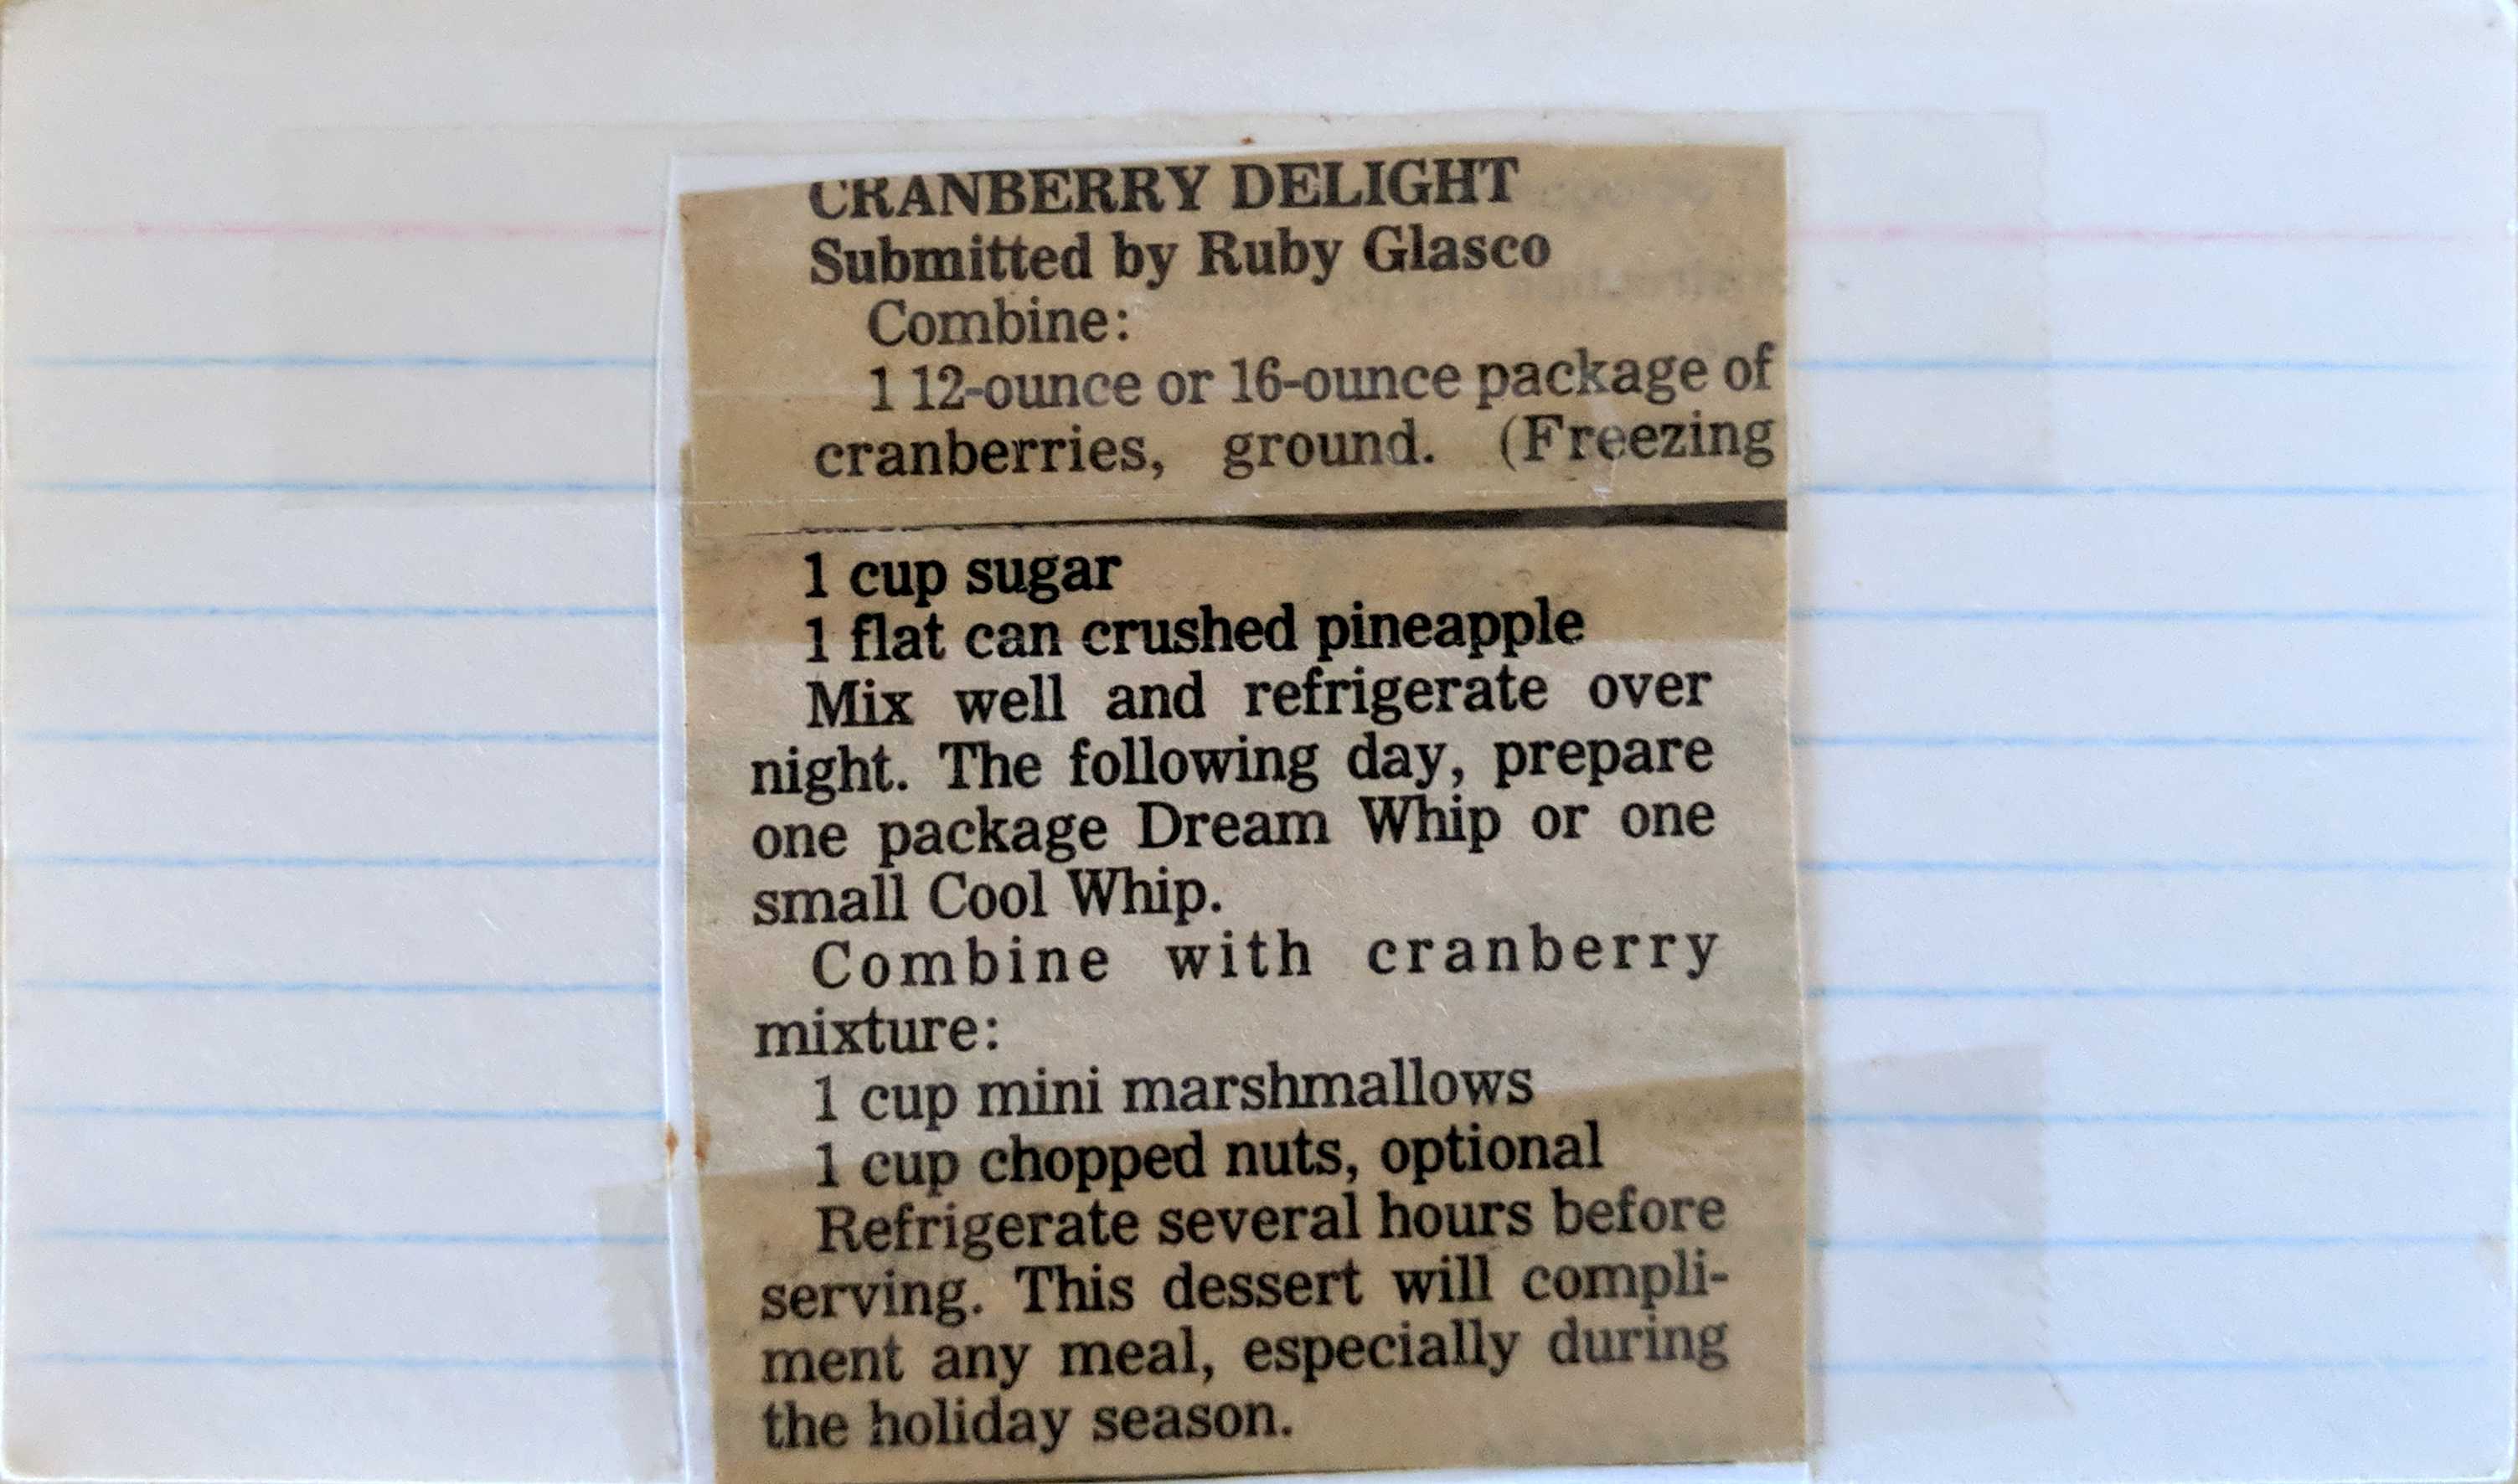 CRANBERRY DELIGHT
Submitted by Ruby Glasco
Combine:
1 12-ounce or 16-ounce package of
cranberries, ground. (Freezing
1 cup sugar
1 flat can crushed pineapple
Mix well and refrigerate over
night. The following day, prepare
one package Dream Whip or one
small Cool Whip.
Combine with cranberry
mixture:
1 cup mini marshmallows
1 cup chopped nuts, optional
Refrigerate several hours before
serving. This dessert will compli-
ment any meal, especially during
the holiday season.